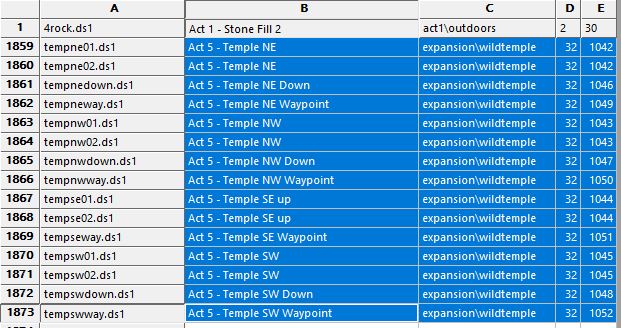 A B C D E
1 4rock.ds1 Act 1 - Stone Fill 2 act1\outdoors 2 30
1859 tempne01.ds1 Act 5 - Temple NE expansion\wildtemple 32 1042
1860 tempne02.ds1 Act 5 - Temple NE expansion\wildtemple 32 1042
1861 tempnedown.ds1 Act 5 - Temple NE Down expansion\wildtemple 32 1046
1862 tempneway.ds1 Act 5 - Temple NE Waypoint expansion\wildtemple 32 1049
1863 tempnw01.ds1 Act 5 - Temple NW expansion\wildtemple 32 1043
1864 tempnw02.ds1 Act 5 - Temple NW expansion\wildtemple 32 1043
1865 tempnwdown.ds1 Act 5 - Temple NW Down expansion\wildtemple 32 1047
1866 tempnwway.ds1 Act 5 - Temple NW Waypoint expansion\wildtemple 32 1050
1867 tempse01.ds1 Act 5 - Temple SE up expansion\wildtemple 32 1044
1868 tempse02.ds1 Act 5 - Temple SE up expansion\wildtemple 32 1044
1869 tempseway.ds1 Act 5 - Temple SE Waypoint expansion\wildtemple 32 1051
1870 tempsw01.ds1 Act 5 - Temple SW expansion\wildtemple 32 1045
1871 tempsw02.ds1 Act 5 - Temple SW expansion\wildtemple 32 1045
1872 tempswdown.ds1 Act 5 - Temple SW Down expansion\wildtemple 32 1048
1873 tempswway.ds1 Act 5 - Temple SW Waypoint expansion\wildtemple 32 1052